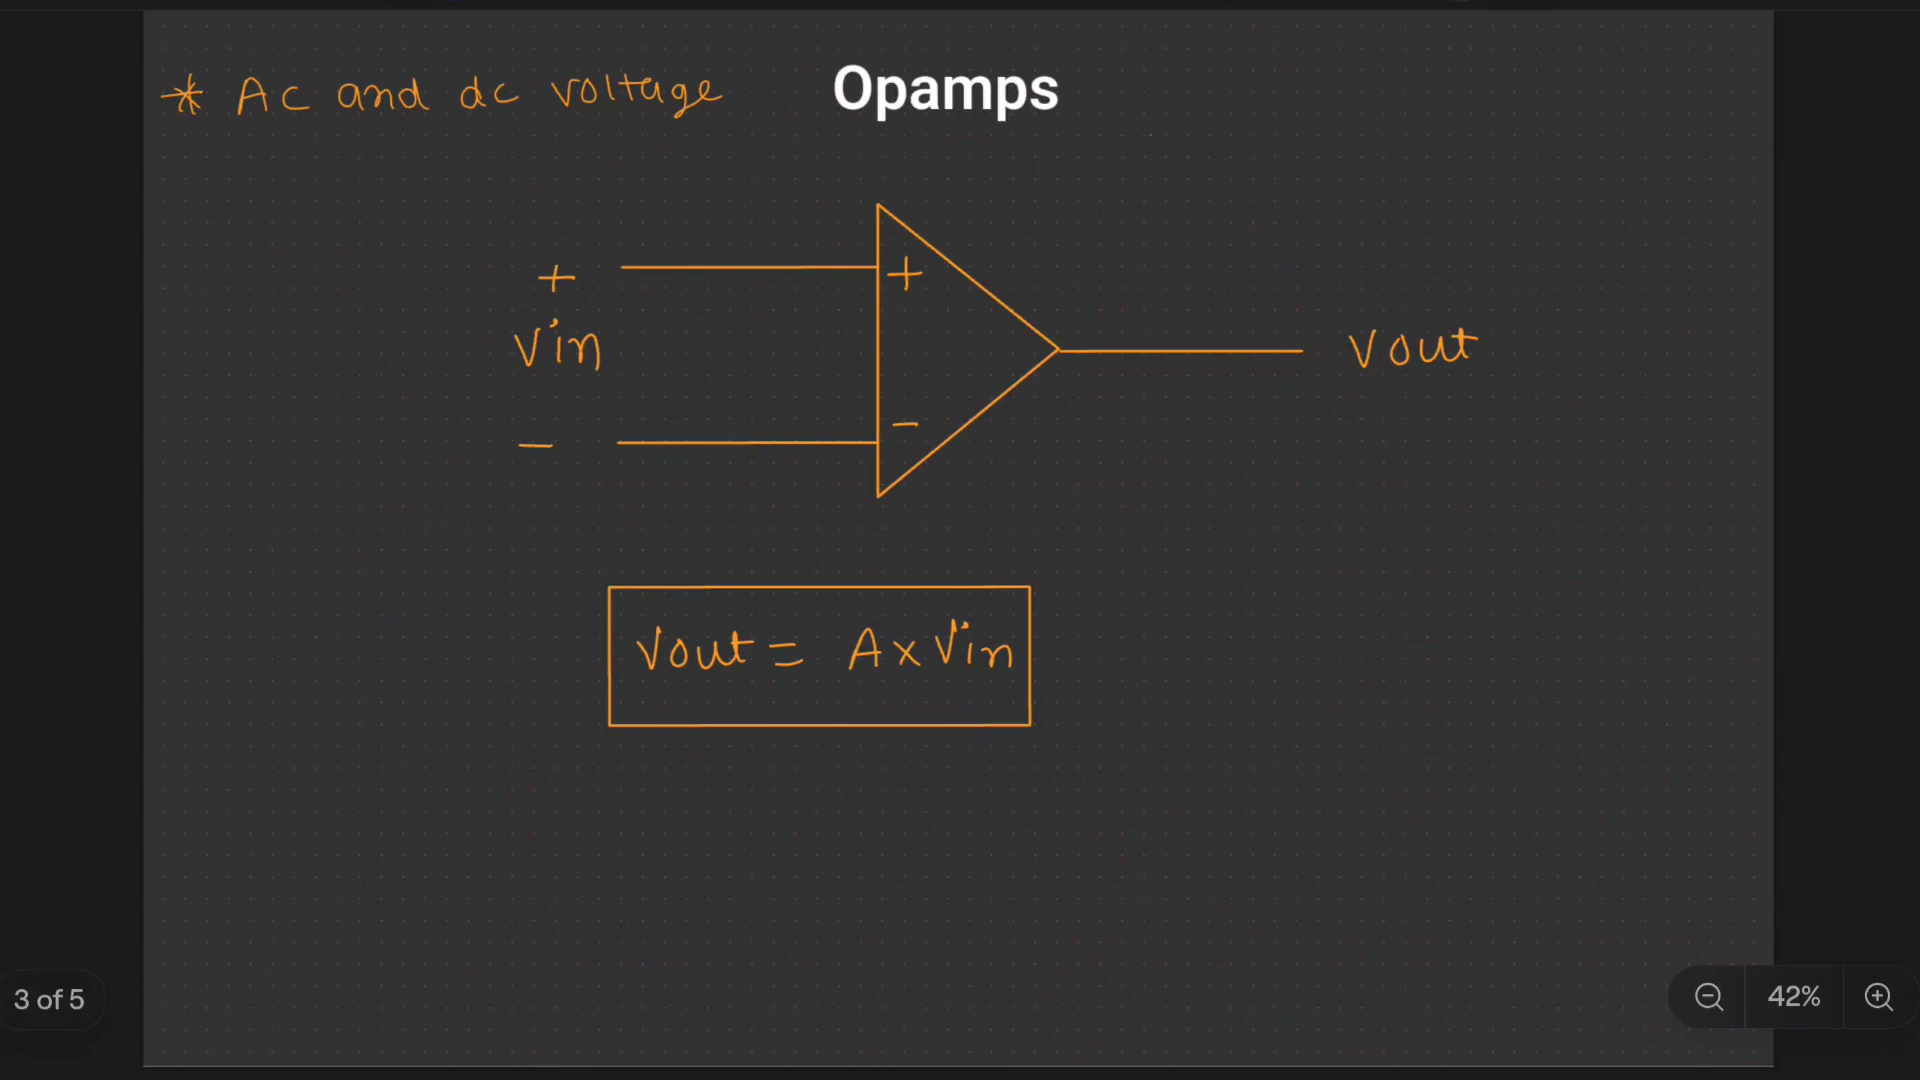 * Ac and dc voltage
Opamps
+
+
Vin
Vout
-
-
Vout = A x Vin
3 of 5
42%